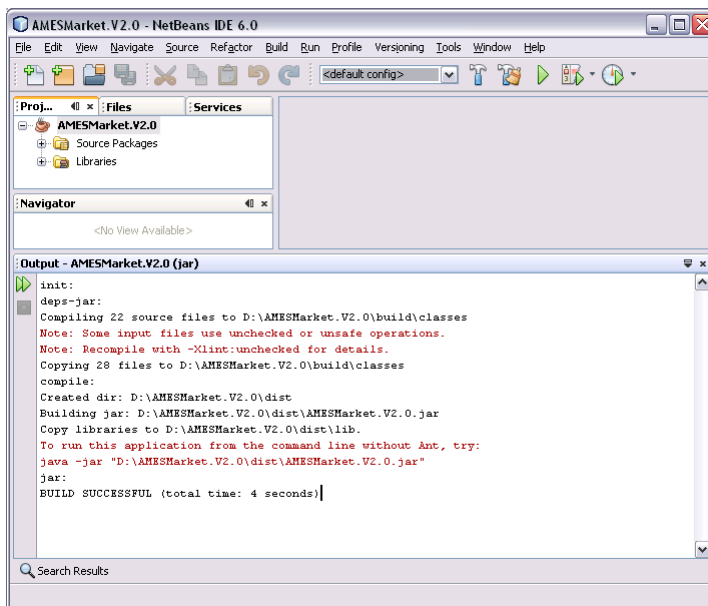 AMESMarket.V2.0 - NetBeans IDE 6.0
File Edit View Navigate Source Refactor Build Run Profile Versioning Tools Window Help
<default config>
Proj... Files Services
AMESMarket.V2.0
Source Packages
Libraries
Navigator
<No View Available>
Output - AMESMarket.V2.0 (jar)
init:
deps-jar:
Compiling 22 source files to D:\AMESMarket.V2.0\build\classes
Note: Some input files use unchecked or unsafe operations.
Note: Recompile with -Xlint:unchecked for details.
Copying 28 files to D:\AMESMarket.V2.0\build\classes
compile:
Created dir: D:\AMESMarket.V2.0\dist
Building jar: D:\AMESMarket.V2.0\dist\AMESMarket.V2.0.jar
Copy libraries to D:\AMESMarket.V2.0\dist\lib.
To run this application from the command line without Ant, try:
java -jar "D:\AMESMarket.V2.0\dist\AMESMarket.V2.0.jar"
jar:
BUILD SUCCESSFUL (total time: 4 seconds)
Search Results